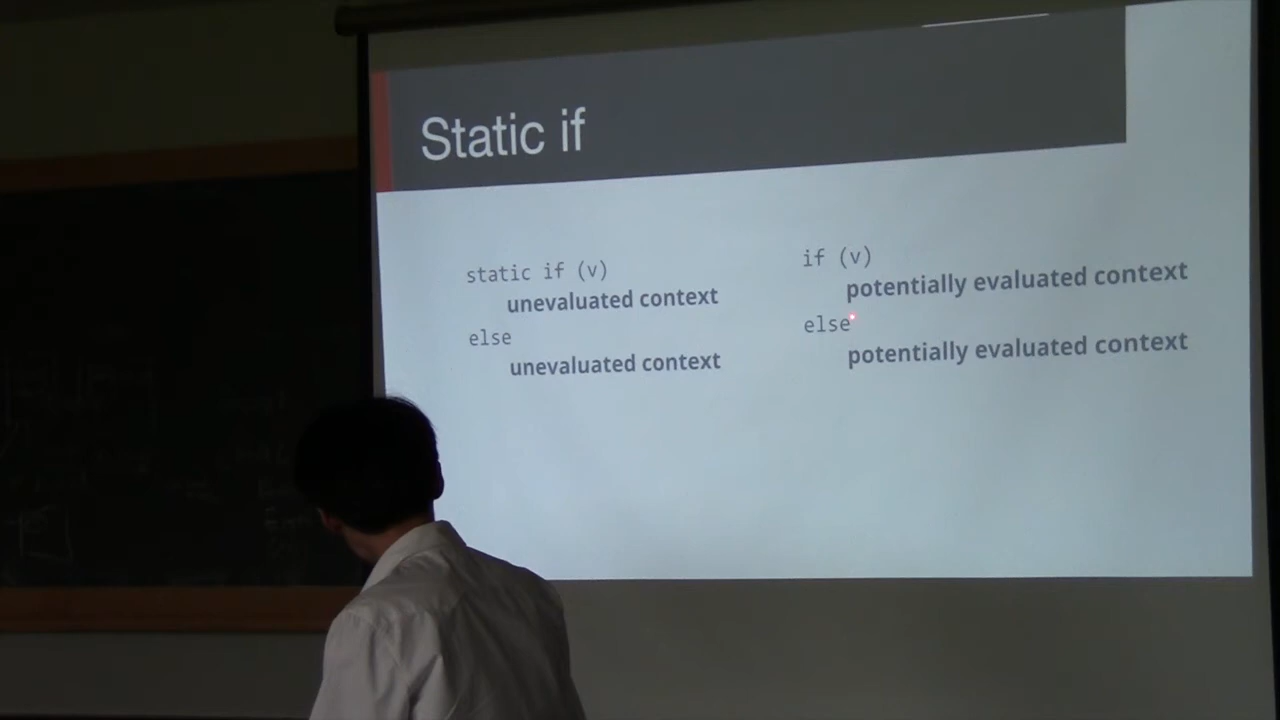 Static if
static if (v)
unevaluated context
else
unevaluated context
if (v)
potentially evaluated context
else
potentially evaluated context